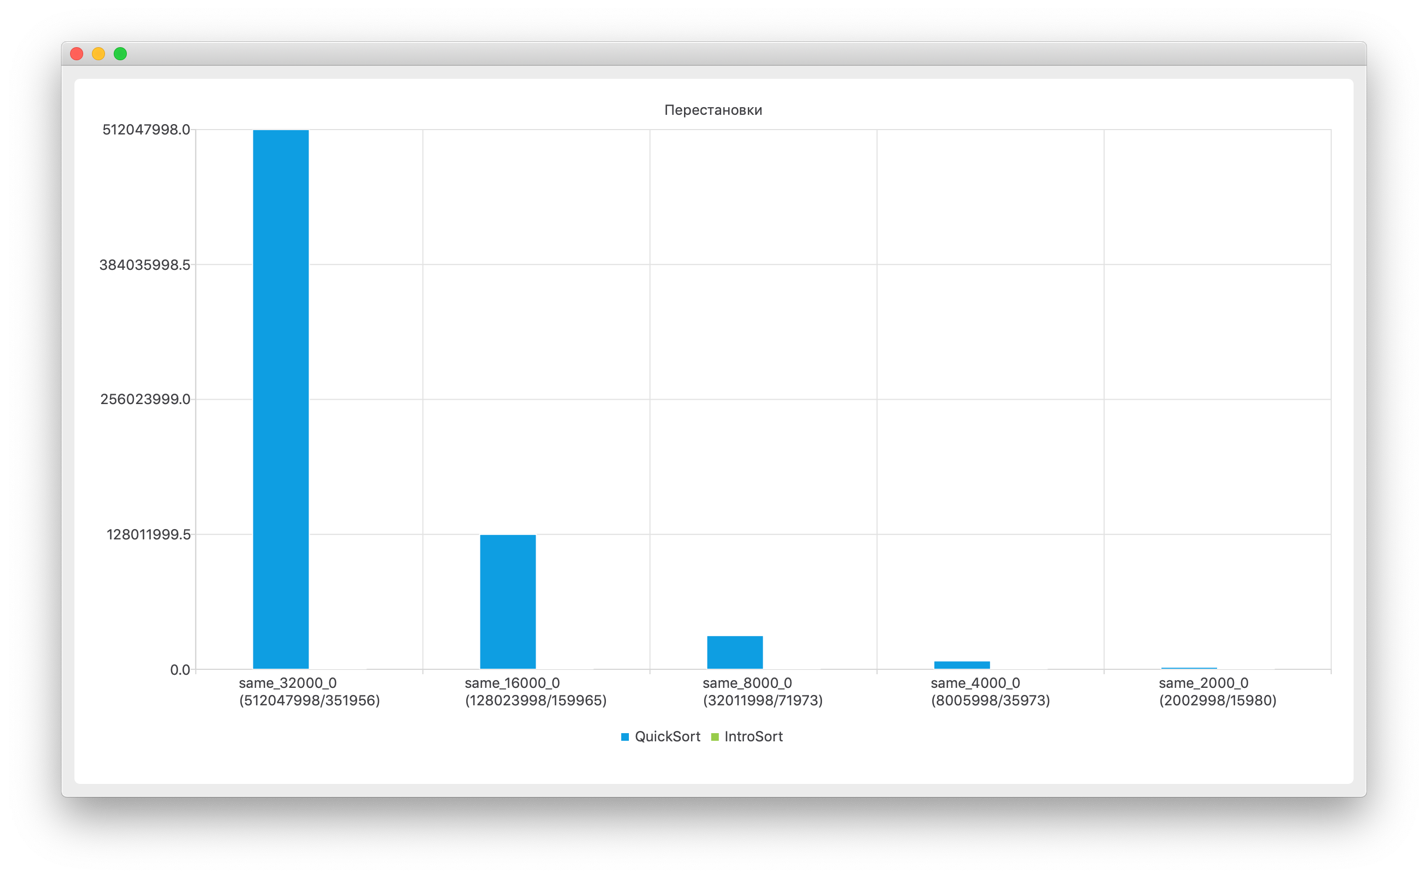 Перестановки
512047998.0
384035998.5
256023999.0
128011999.5
0.0
same_32000_0
(512047998/351956)
same_16000_0
(128023998/159965)
same_8000_0
(32011998/71973)
same_4000_0
(8005998/35973)
same_2000_0
(2002998/15980)
QuickSort IntroSort